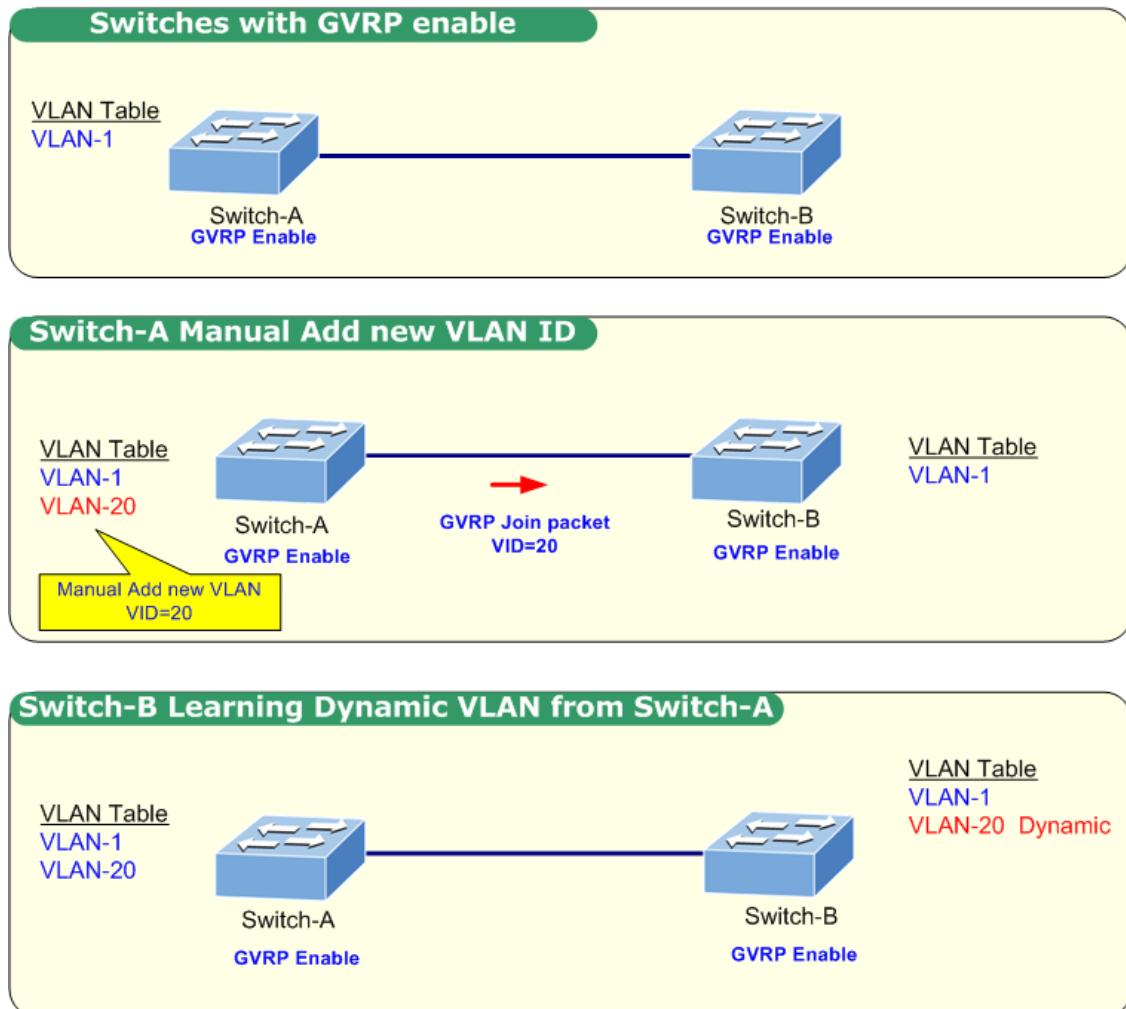 Switches with GVRP enable
VLAN Table
VLAN-1
Switch-A
GVRP Enable
Switch-B
GVRP Enable
Switch-A Manual Add new VLAN ID
VLAN Table
VLAN-1
VLAN-20
Manual Add new VLAN
VID=20
Switch-A
GVRP Enable
GVRP Join packet
VID=20
Switch-B
GVRP Enable
VLAN Table
VLAN-1
Switch-B Learning Dynamic VLAN from Switch-A
VLAN Table
VLAN-1
VLAN-20
Switch-A
GVRP Enable
Switch-B
GVRP Enable
VLAN Table
VLAN-1
VLAN-20 Dynamic